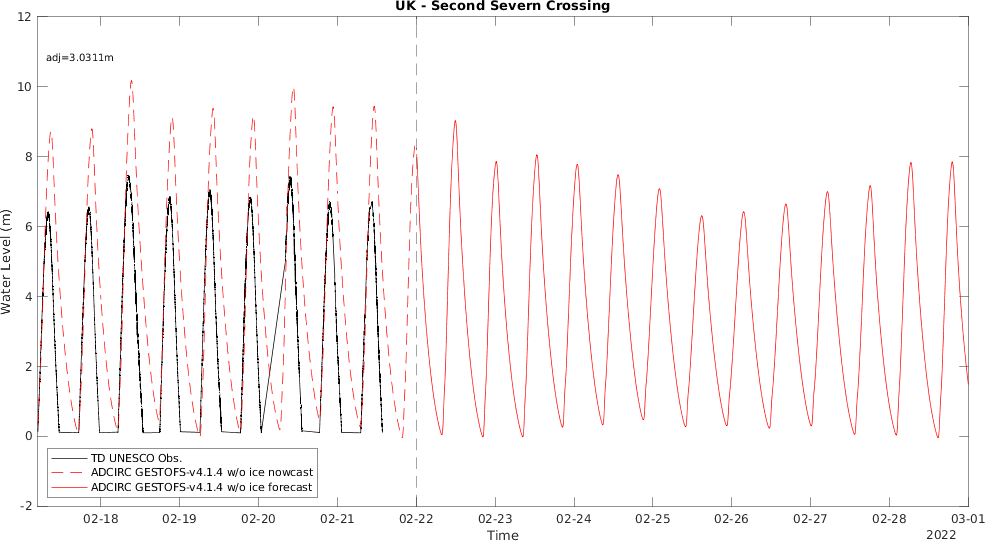 UK - Second Severn Crossing
12
10
8
6
4
2
0
-2
Water Level (m)
adj=3.0311m
TD UNESCO Obs.
ADCIRC GESTOFS-v4.1.4 w/o ice nowcast
ADCIRC GESTOFS-v4.1.4 w/o ice forecast
02-18 02-19 02-20 02-21 02-22 02-23 02-24 02-25 02-26 02-27 02-28 03-01
Time
2022